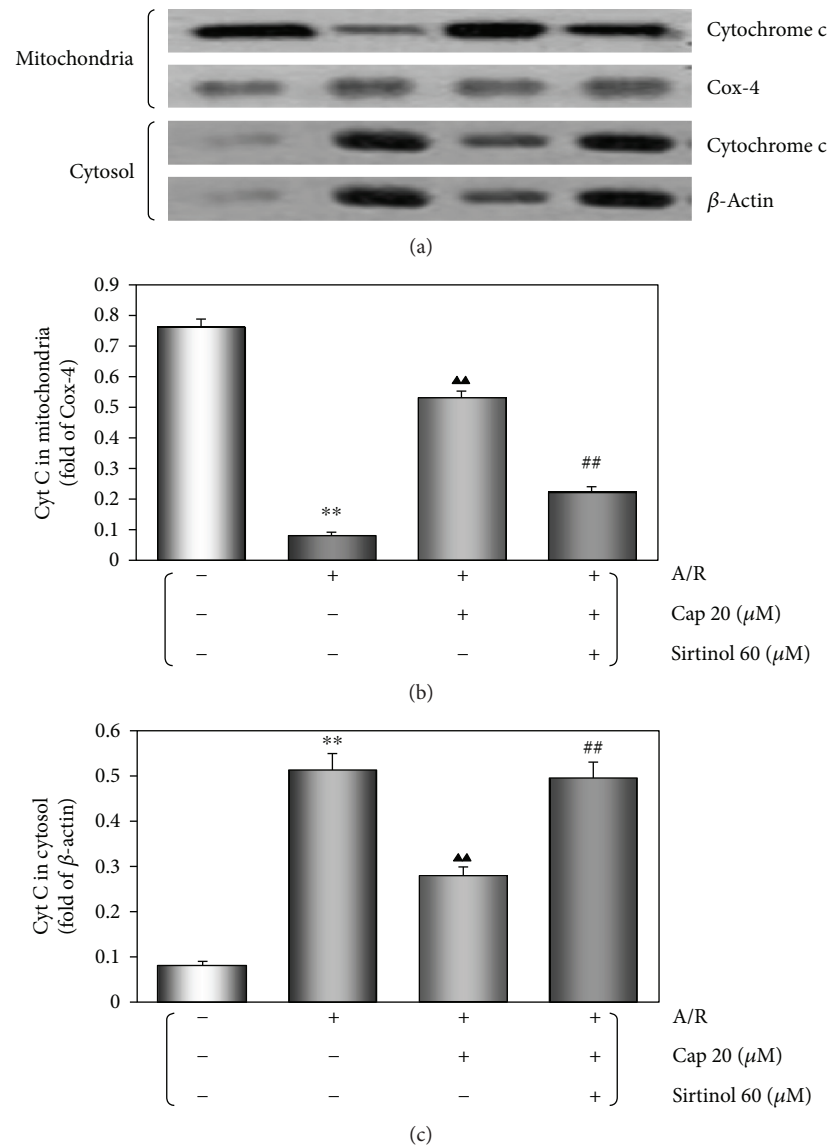 Mitochondria
Cytochrome c
Cox-4
Cytosol
Cytochrome c
β-Actin
(a)
Cyt C in mitochondria
(fold of Cox-4)
0.9
0.8
0.7
0.6
0.5
0.4
0.3
0.2
0.1
0
**
▲▲
##
− + + + A/R
− − + + Cap 20 (μM)
− − − + Sirtinol 60 (μM)
(b)
Cyt C in cytosol
(fold of β-actin)
0.6
0.5
0.4
0.3
0.2
0.1
0
**
▲▲
##
− + + + A/R
− − + + Cap 20 (μM)
− − − + Sirtinol 60 (μM)
(c)